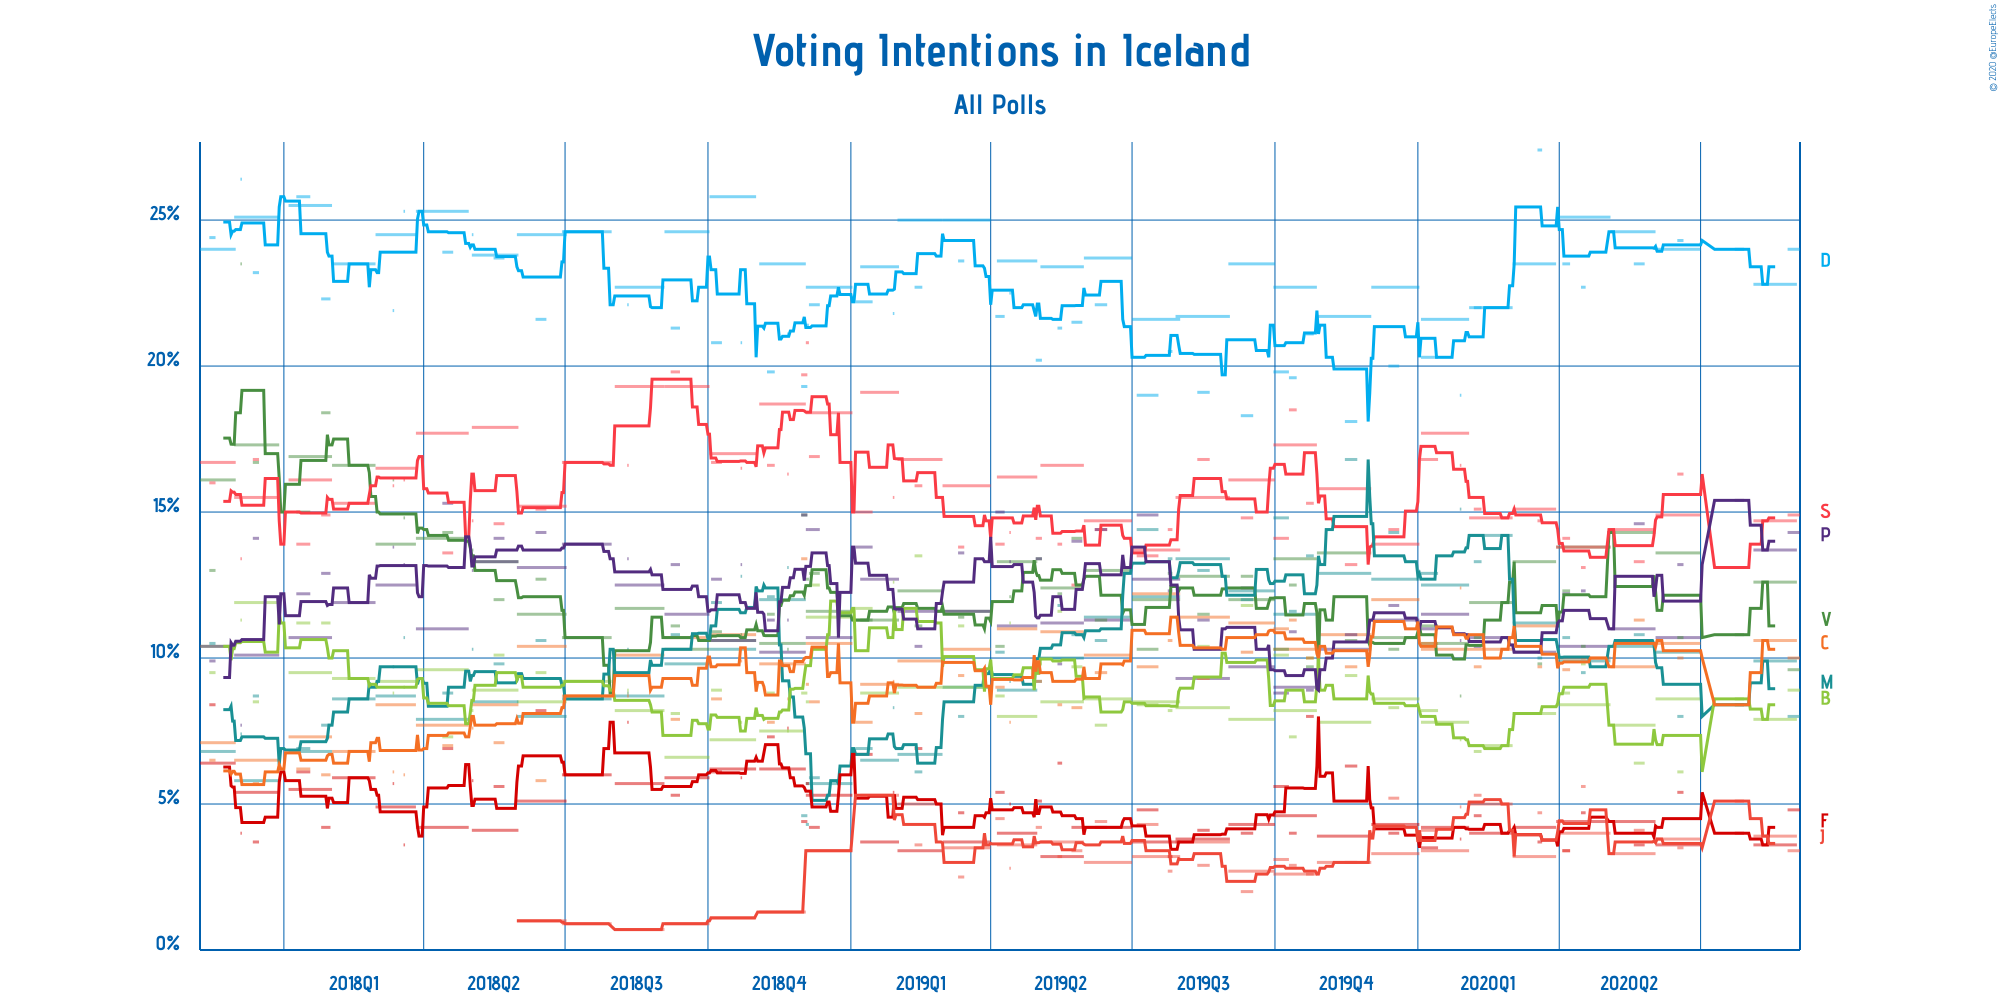 © 2020 @EuropeElects
Voting Intentions in Iceland
All Polls
25%
20%
15%
10%
5%
0%
D
S
P
V
C
M
B
F
J
2018Q1 2018Q2 2018Q3 2018Q4 2019Q1 2019Q2 2019Q3 2019Q4 2020Q1 2020Q2